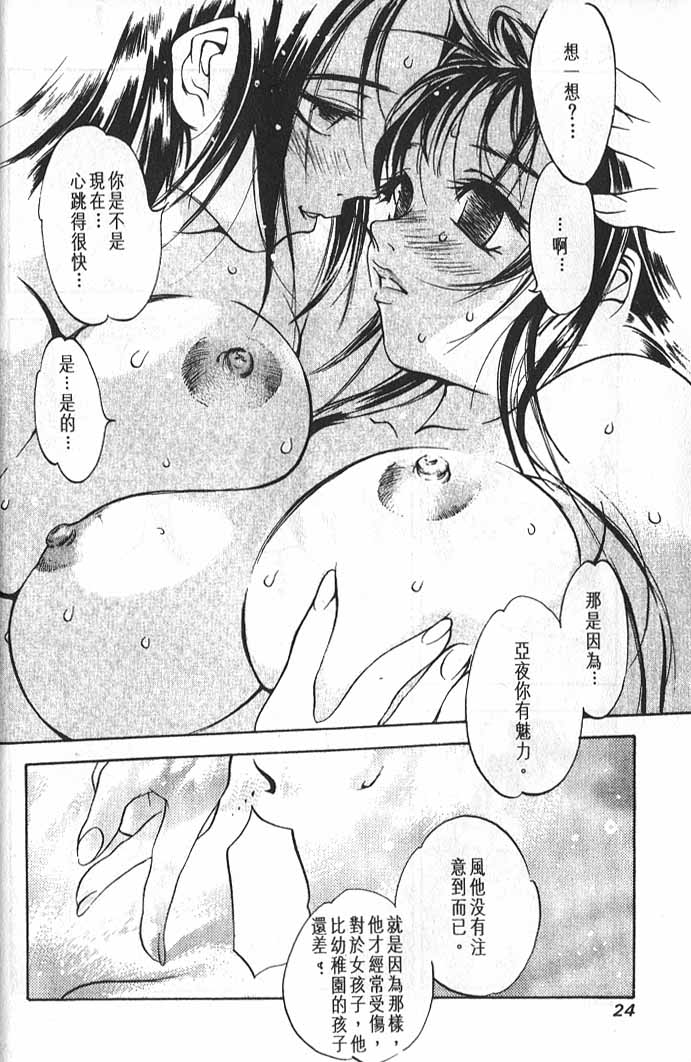 想一想？…
…啊…
你是不是
現在…
心跳得很快…
是…是的…
那是因為…
亞夜你有魅力。
風他没有注
意到而已。
就是因為那樣，
他才經常受傷，
對於女孩子，他
比幼稚園的孩子
還差…
24